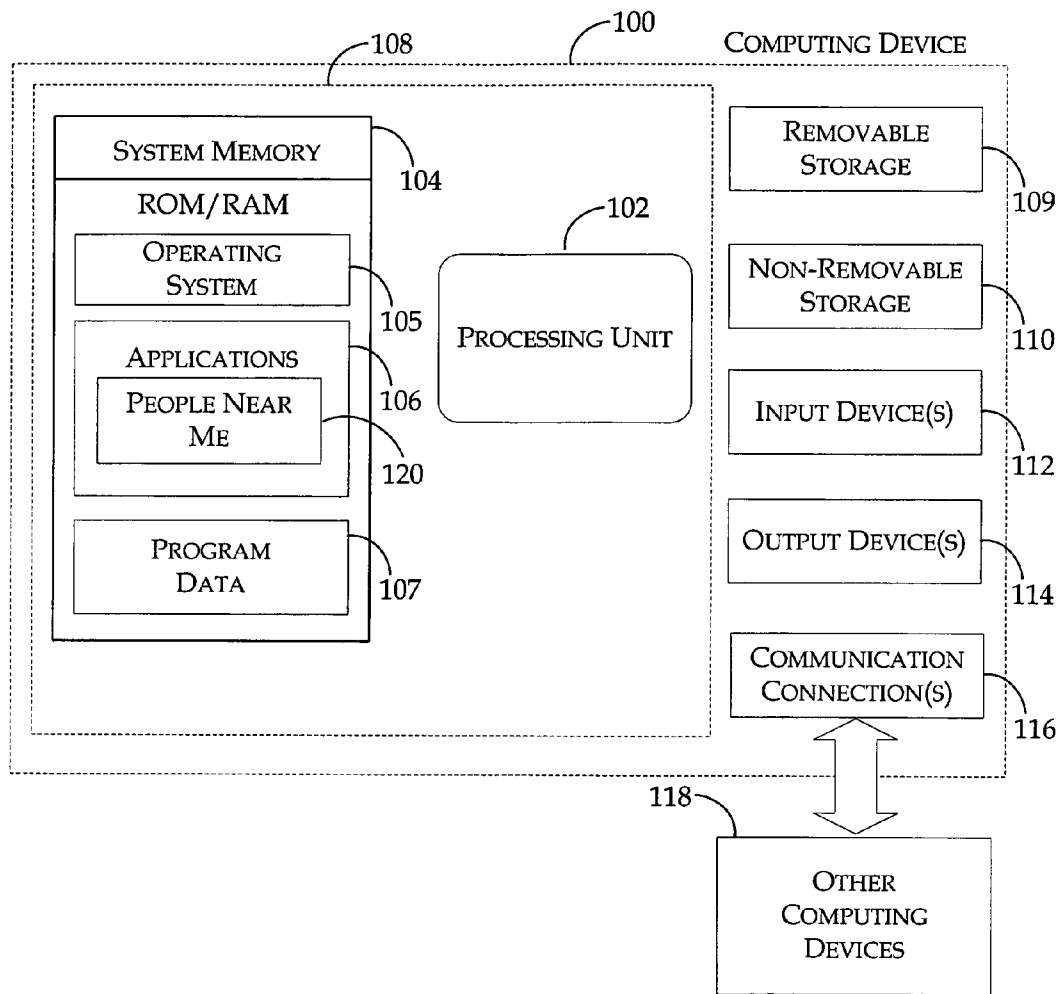 100
COMPUTING DEVICE
108
SYSTEM MEMORY
104
ROM/RAM
OPERATING
SYSTEM
105
APPLICATIONS
106
PEOPLE NEAR
ME
120
PROGRAM
DATA
107
102
PROCESSING UNIT
REMOVABLE
STORAGE
109
NON-REMOVABLE
STORAGE
110
INPUT DEVICE(S)
112
OUTPUT DEVICE(S)
114
COMMUNICATION
CONNECTION(S)
116
118
OTHER
COMPUTING
DEVICES